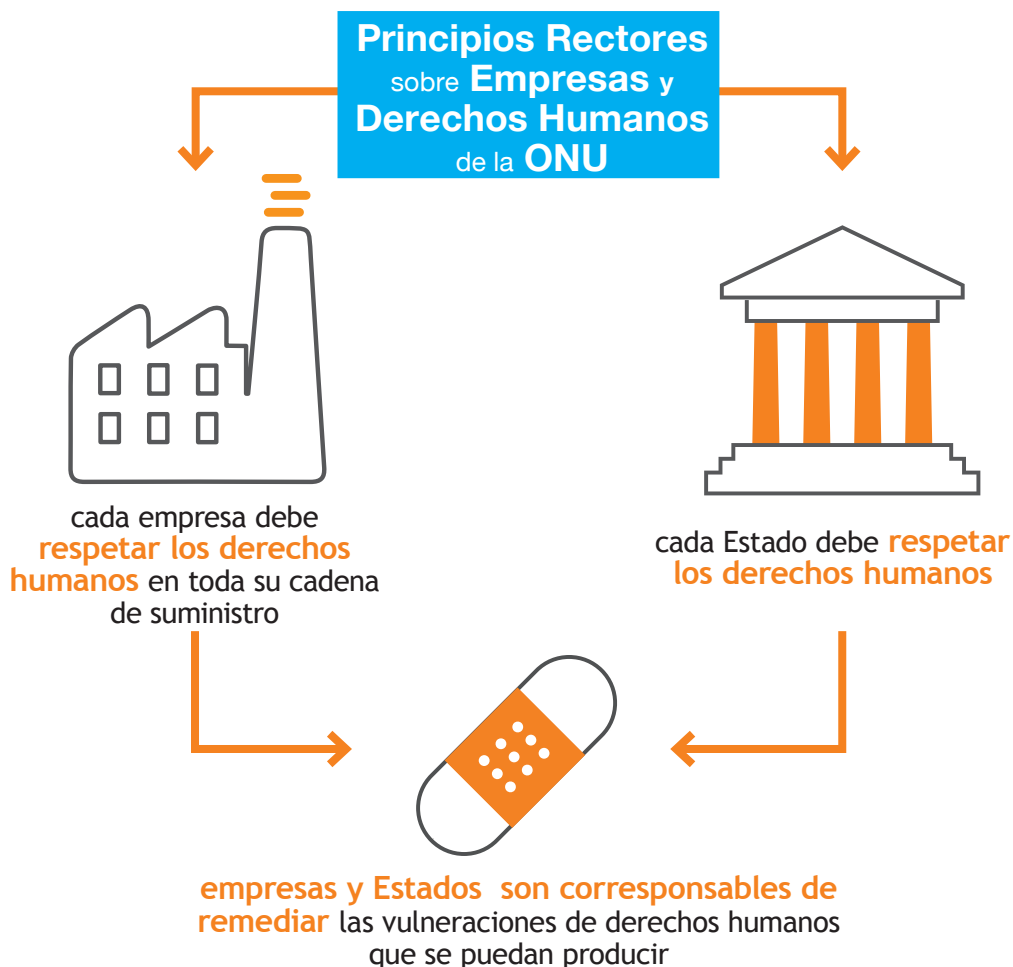 Principios Rectores
sobre Empresas y
Derechos Humanos
de la ONU
cada empresa debe
respetar los derechos
humanos en toda su cadena
de suministro
cada Estado debe respetar
los derechos humanos
empresas y Estados son corresponsables de
remediar las vulneraciones de derechos humanos
que se puedan producir